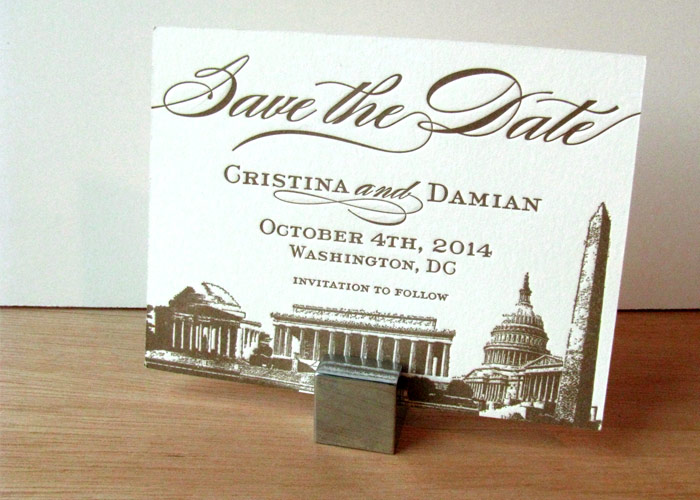 Save the Date
Cristina and Damian
October 4th, 2014
Washington, DC
invitation to follow